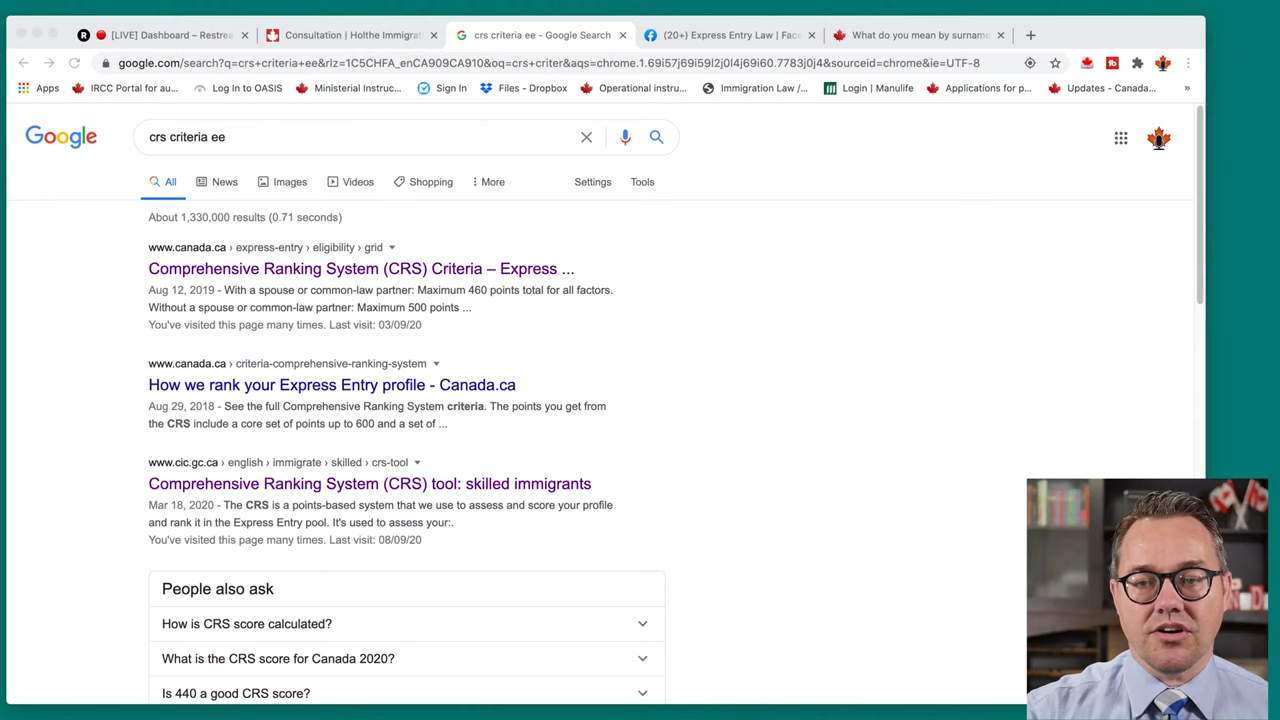 [LIVE] Dashboard – Restrea
Consultation | Holthe Immigrat
crs criteria ee - Google Search
(20+) Express Entry Law | Fac
What do you mean by surname
google.com/search?q=crs+criteria+ee&rlz=1C5CHFA_enCA909CA910&oq=crs+criter&aqs=chrome.1.69i57j69i59l2j0l4j69i60.7783j0j4&sourceid=chrome&ie=UTF-8
Apps
IRCC Portal for au...
Log In to OASIS
Ministerial Instruc...
Sign In
Files - Dropbox
Operational instru...
Immigration Law /...
Login | Manulife
Applications for p...
Updates - Canada...
»
Google
crs criteria ee
All
News
Images
Videos
Shopping
More
Settings
Tools
About 1,330,000 results (0.71 seconds)
www.canada.ca › express-entry › eligibility › grid
Comprehensive Ranking System (CRS) Criteria – Express ...
Aug 12, 2019 - With a spouse or common-law partner: Maximum 460 points total for all factors.
Without a spouse or common-law partner: Maximum 500 points ...
You've visited this page many times. Last visit: 03/09/20
www.canada.ca › criteria-comprehensive-ranking-system
How we rank your Express Entry profile - Canada.ca
Aug 29, 2018 - See the full Comprehensive Ranking System criteria. The points you get from
the CRS include a core set of points up to 600 and a set of ...
www.cic.gc.ca › english › immigrate › skilled › crs-tool
Comprehensive Ranking System (CRS) tool: skilled immigrants
Mar 18, 2020 - The CRS is a points-based system that we use to assess and score your profile
and rank it in the Express Entry pool. It's used to assess your:.
You've visited this page many times. Last visit: 08/09/20
People also ask
How is CRS score calculated?
What is the CRS score for Canada 2020?
Is 440 a good CRS score?